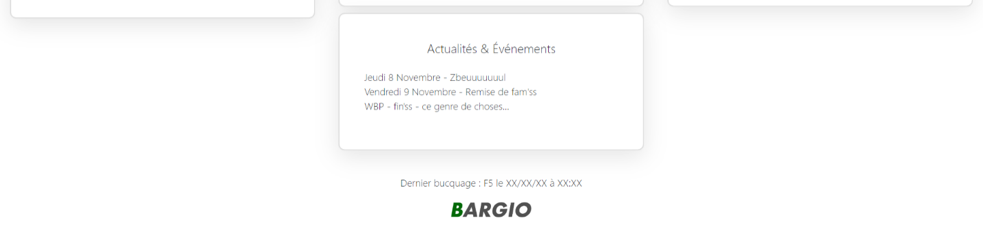 Actualités & Événements
Jeudi 8 Novembre - Zbeuuuuuuul
Vendredi 9 Novembre - Remise de fam'ss
WBP - fin'ss - ce genre de choses...
Dernier bucquage : F5 le XX/XX/XX à XX:XX
BARGIO